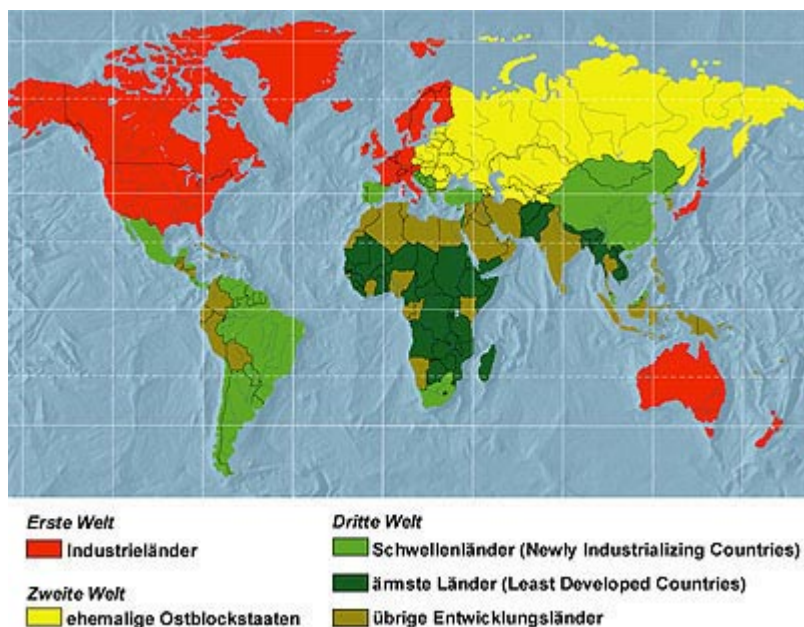 Erste Welt
Industrieländer
Zweite Welt
ehemalige Ostblockstaaten
Dritte Welt
Schwellenländer (Newly Industrializing Countries)
ärmste Länder (Least Developed Countries)
übrige Entwicklungsländer